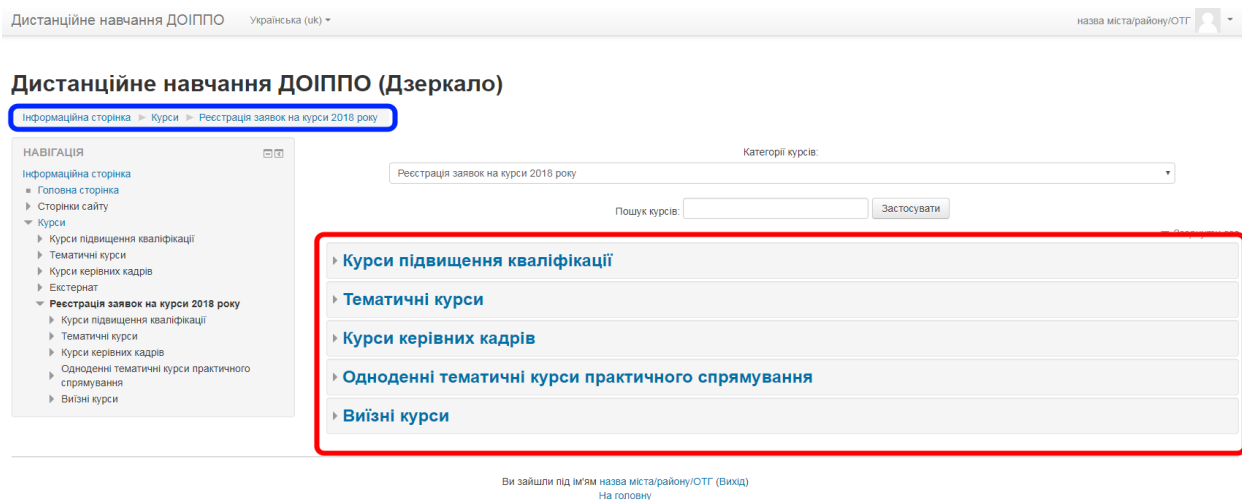 Дистанційне навчання ДОІППО Українська (uk) назва міста/району/ОТГ
Дистанційне навчання ДОІППО (Дзеркало)
Інформаційна сторінка Курси Реєстрація заявок на курси 2018 року
НАВІГАЦІЯ
Інформаційна сторінка
Головна сторінка
Сторінки сайту
Курси
Курси підвищення кваліфікації
Тематичні курси
Курси керівних кадрів
Екстернат
Реєстрація заявок на курси 2018 року
Курси підвищення кваліфікації
Тематичні курси
Курси керівних кадрів
Одноденні тематичні курси практичного
спрямування
Виїзні курси
Категорії курсів:
Реєстрація заявок на курси 2018 року
Пошук курсів: Застосувати
Курси підвищення кваліфікації
Тематичні курси
Курси керівних кадрів
Одноденні тематичні курси практичного спрямування
Виїзні курси
Ви зайшли під ім'ям назва міста/району/ОТГ (Вихід)
На головну